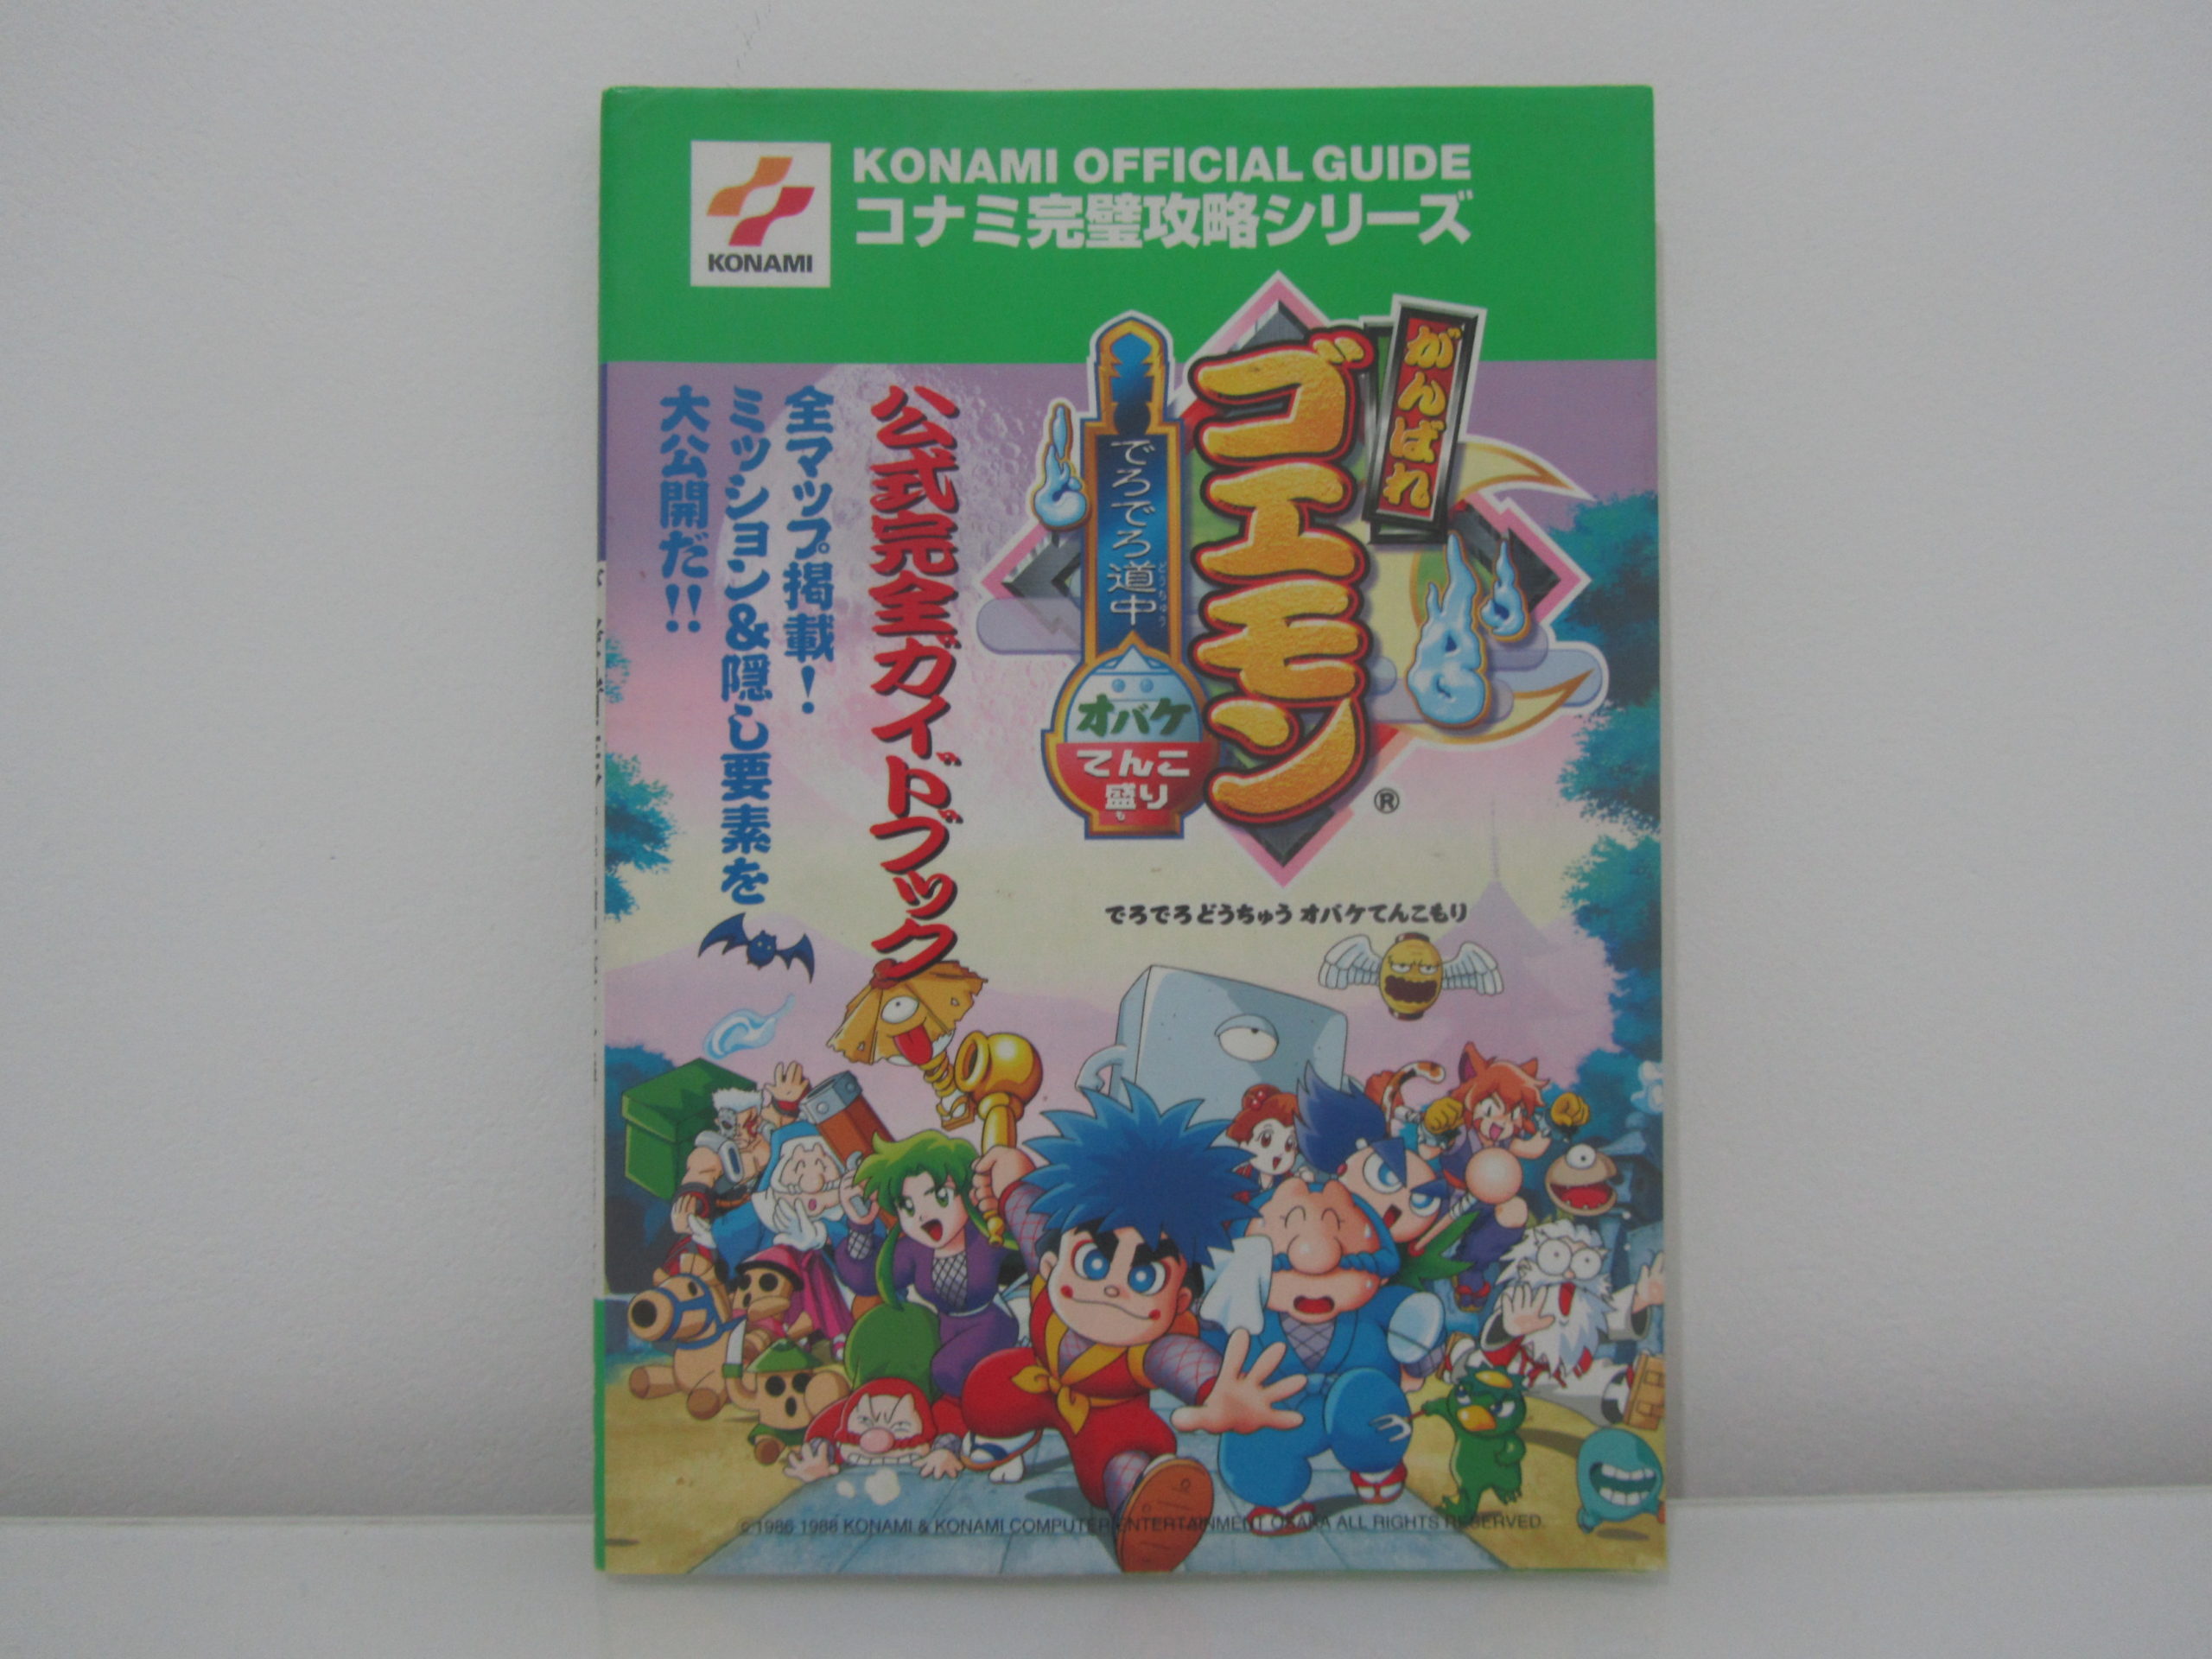 KONAMI
KONAMI OFFICIAL GUIDE
コナミ完璧攻略シリーズ
がんばれ
ゴエモン
®
でろでろ道中
どうちゅう
オバケ
てんこ
盛り
も
でろでろどうちゅう オバケてんこもり
公式完全ガイドブック
全マップ掲載!
ミッション&隠し要素を
大公開だ!!
©1986 1998 KONAMI & KONAMI COMPUTER ENTERTAINMENT OSAKA ALL RIGHTS RESERVED.